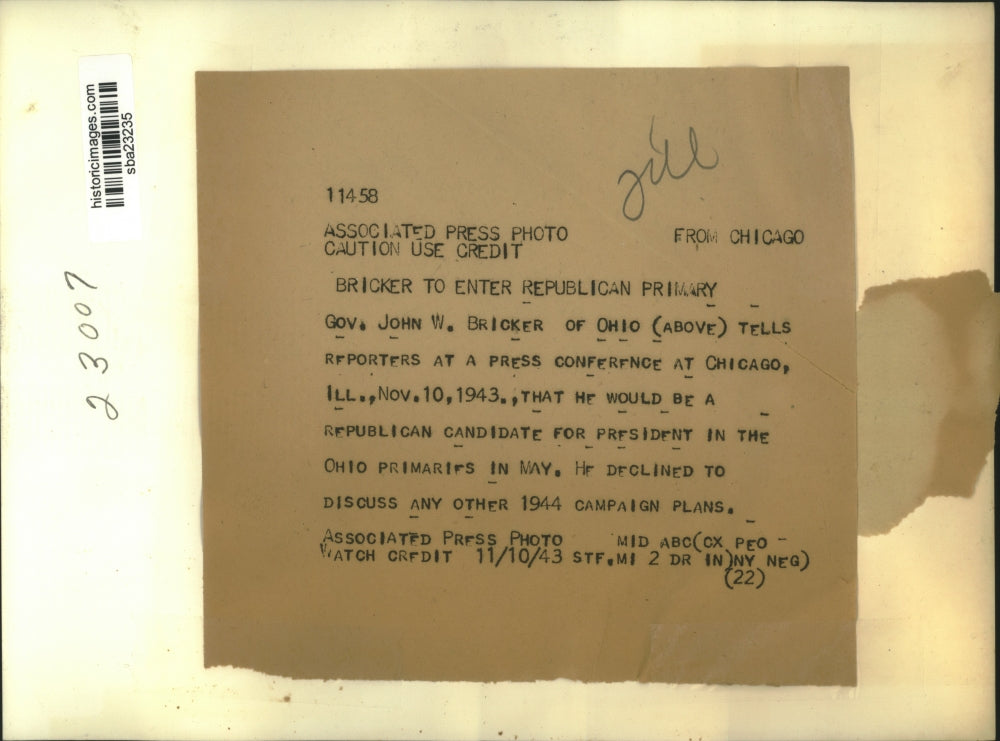 historicimages.com
sba23235
23007
11458
ASSOCIATED PRESS PHOTO FROM CHICAGO
CAUTION USE CREDIT
BRICKER TO ENTER REPUBLICAN PRIMARY
GOV. JOHN W. BRICKER OF OHIO (ABOVE) TELLS
REPORTERS AT A PRESS CONFERENCE AT CHICAGO,
ILL., NOV.10,1943., THAT HE WOULD BE A
REPUBLICAN CANDIDATE FOR PRESIDENT IN THE
OHIO PRIMARIES IN MAY. HE DECLINED TO
DISCUSS ANY OTHER 1944 CAMPAIGN PLANS.
ASSOCIATED PRESS PHOTO MID ABC(CX PEO -
WATCH CREDIT 11/10/43 STF.MI 2 DR IN)NY NEG)
(22)